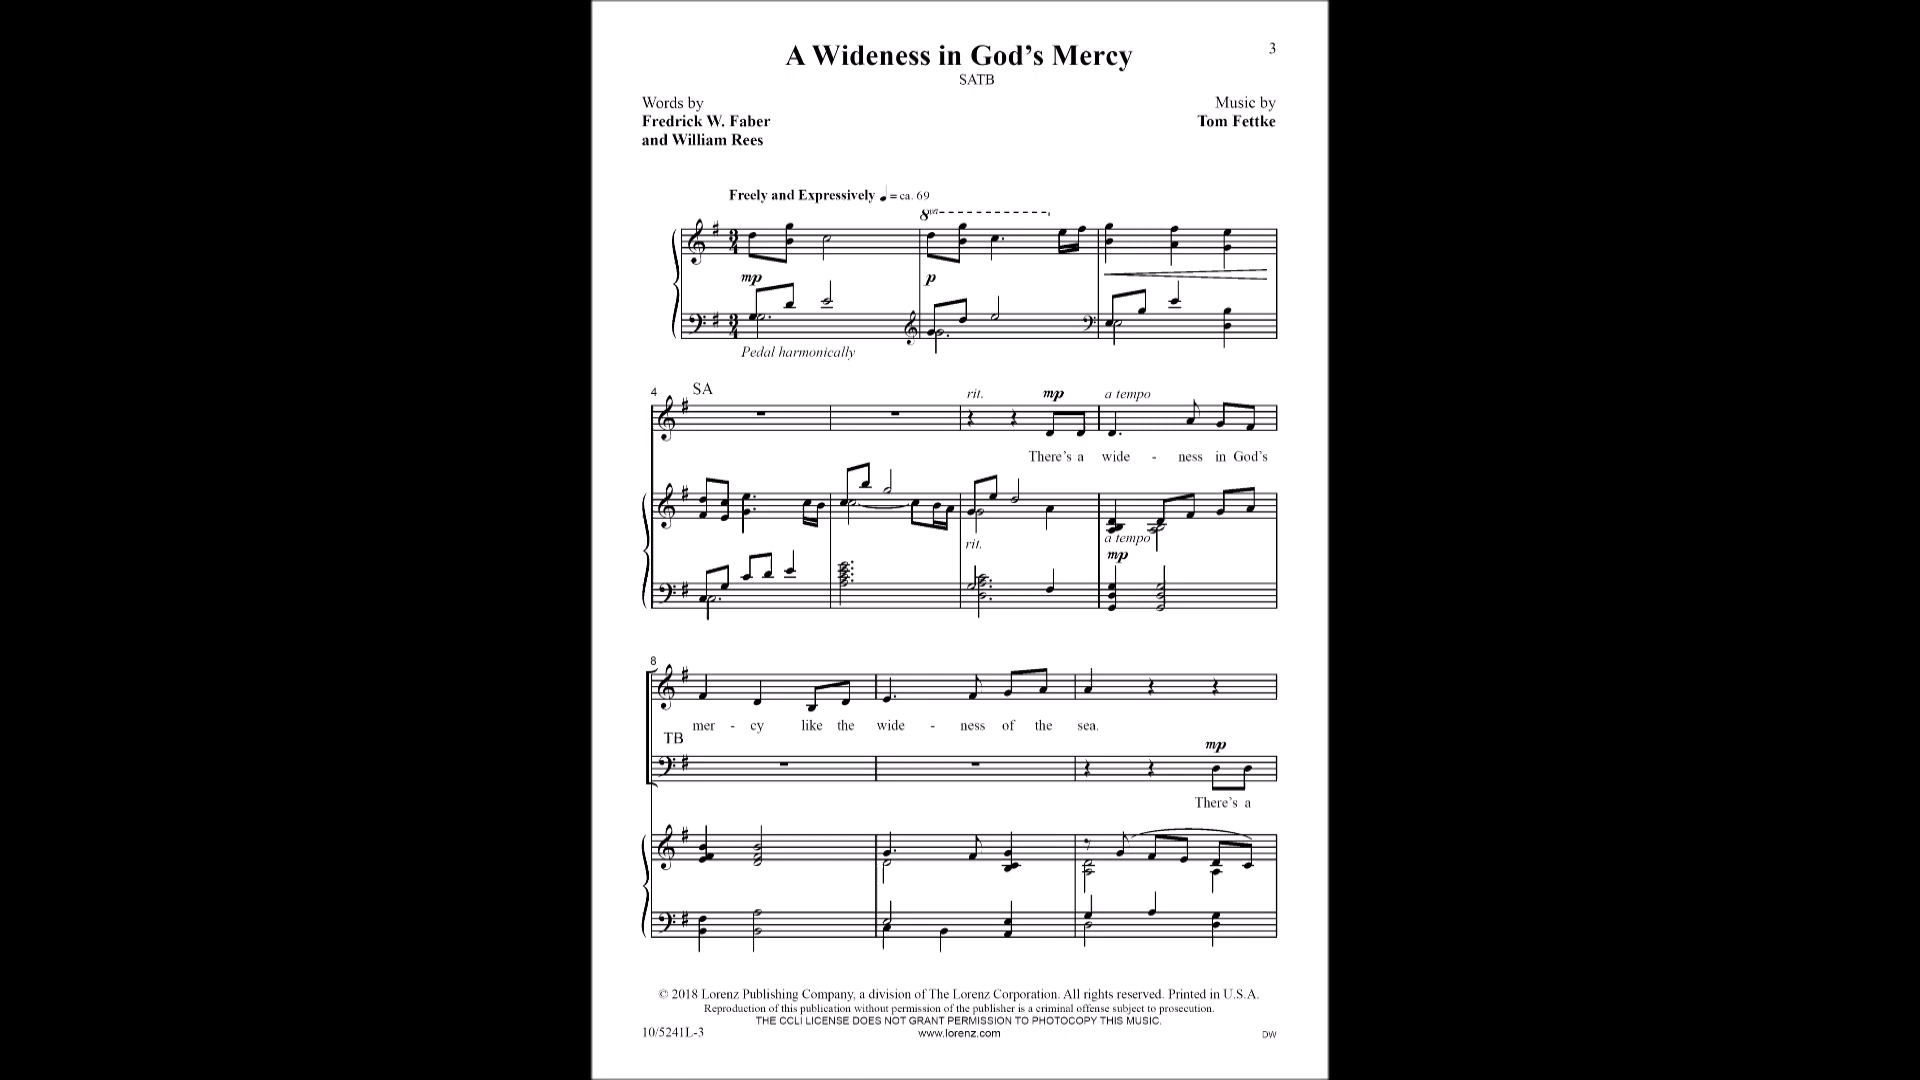 A Wideness in God's Mercy
3
SATB
Words by
Fredrick W. Faber
and William Rees
Music by
Tom Fettke
Freely and Expressively ♩ = ca. 69
8va
mp
p
Pedal harmonically
4
SA
rit.
mp
a tempo
There's a wide - ness in God's
rit.
a tempo
mp
8
mer - cy like the wide - ness of the sea.
TB
mp
There's a
© 2018 Lorenz Publishing Company, a division of The Lorenz Corporation. All rights reserved. Printed in U.S.A.
Reproduction of this publication without permission of the publisher is a criminal offense subject to prosecution.
THE CCLI LICENSE DOES NOT GRANT PERMISSION TO PHOTOCOPY THIS MUSIC.
10/5241L-3
www.lorenz.com
DW